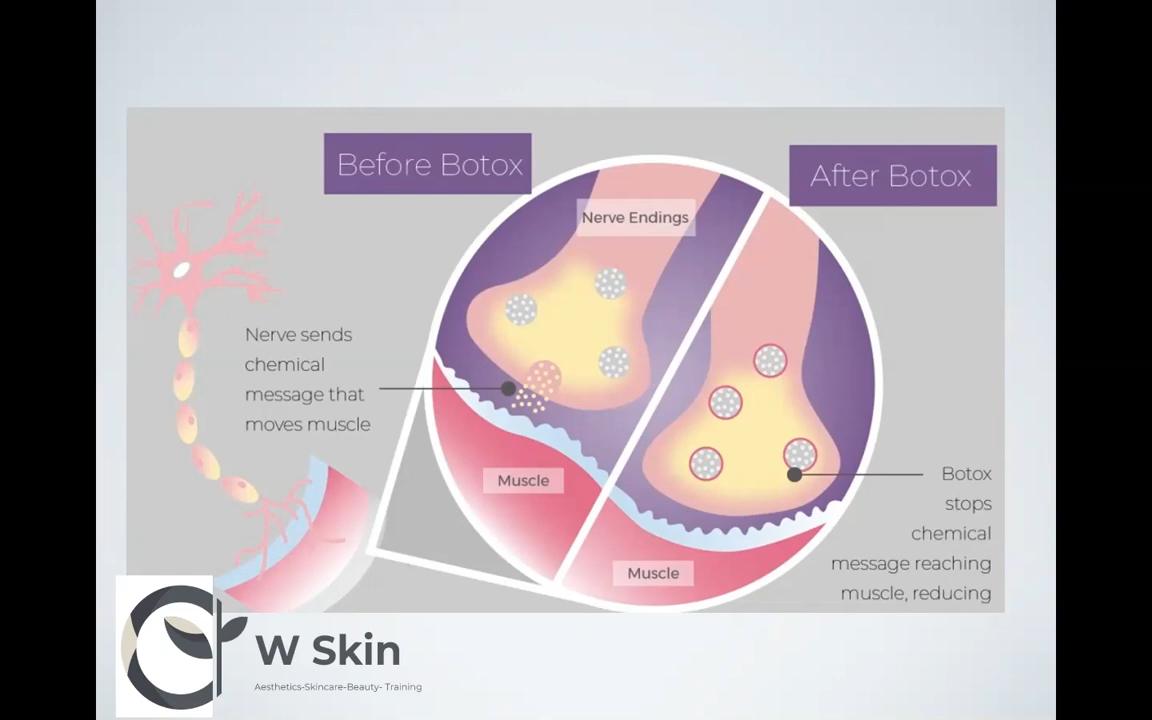 Before Botox
After Botox
Nerve Endings
Nerve sends
chemical
message that
moves muscle
Muscle
Muscle
Botox
stops
chemical
message reaching
muscle, reducing
W Skin
Aesthetics-Skincare-Beauty- Training